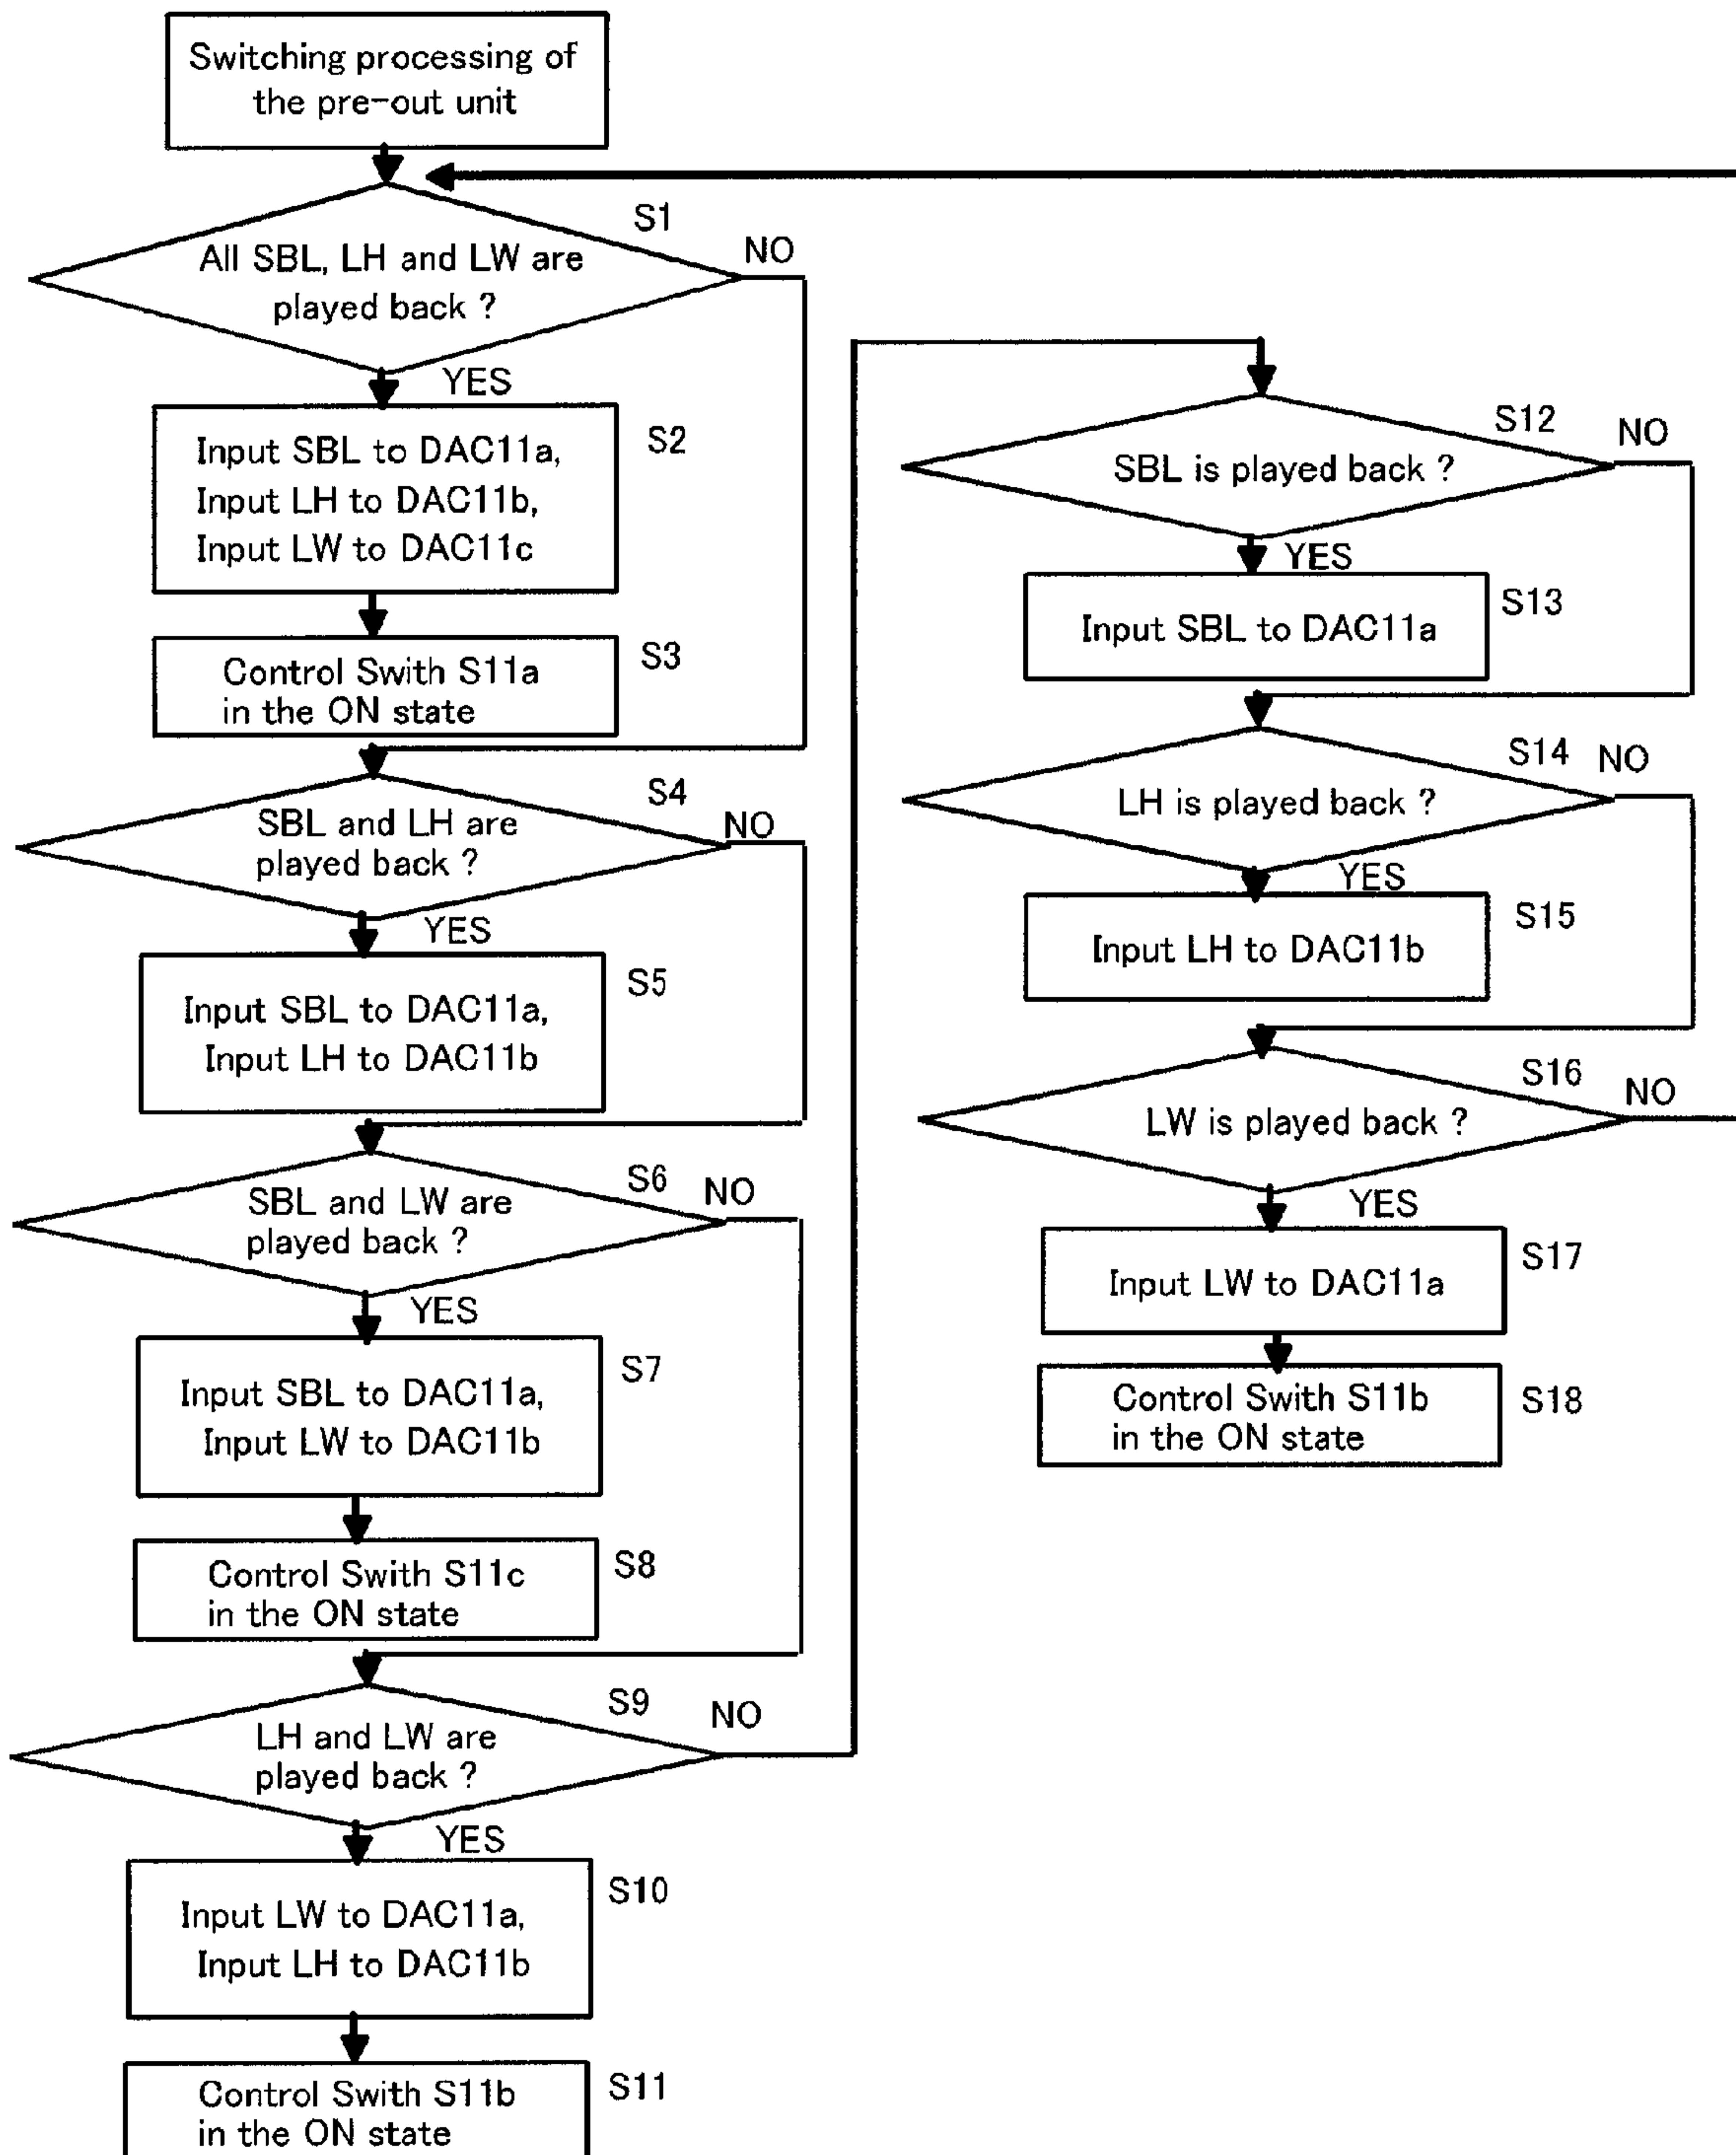 Switching processing of
the pre-out unit
S1
NO
All SBL, LH and LW are
played back ?
YES
S2
Input SBL to DAC11a,
Input LH to DAC11b,
Input LW to DAC11c
S3
Control Swith S11a
in the ON state
S4
NO
SBL and LH are
played back ?
YES
S5
Input SBL to DAC11a,
Input LH to DAC11b
S6
NO
SBL and LW are
played back ?
YES
S7
Input SBL to DAC11a,
Input LW to DAC11b
S8
Control Swith S11c
in the ON state
S9
NO
LH and LW are
played back ?
YES
S10
Input LW to DAC11a,
Input LH to DAC11b
S11
Control Swith S11b
in the ON state
S12
NO
SBL is played back ?
YES
S13
Input SBL to DAC11a
S14
NO
LH is played back ?
YES
S15
Input LH to DAC11b
S16
NO
LW is played back ?
YES
S17
Input LW to DAC11a
S18
Control Swith S11b
in the ON state